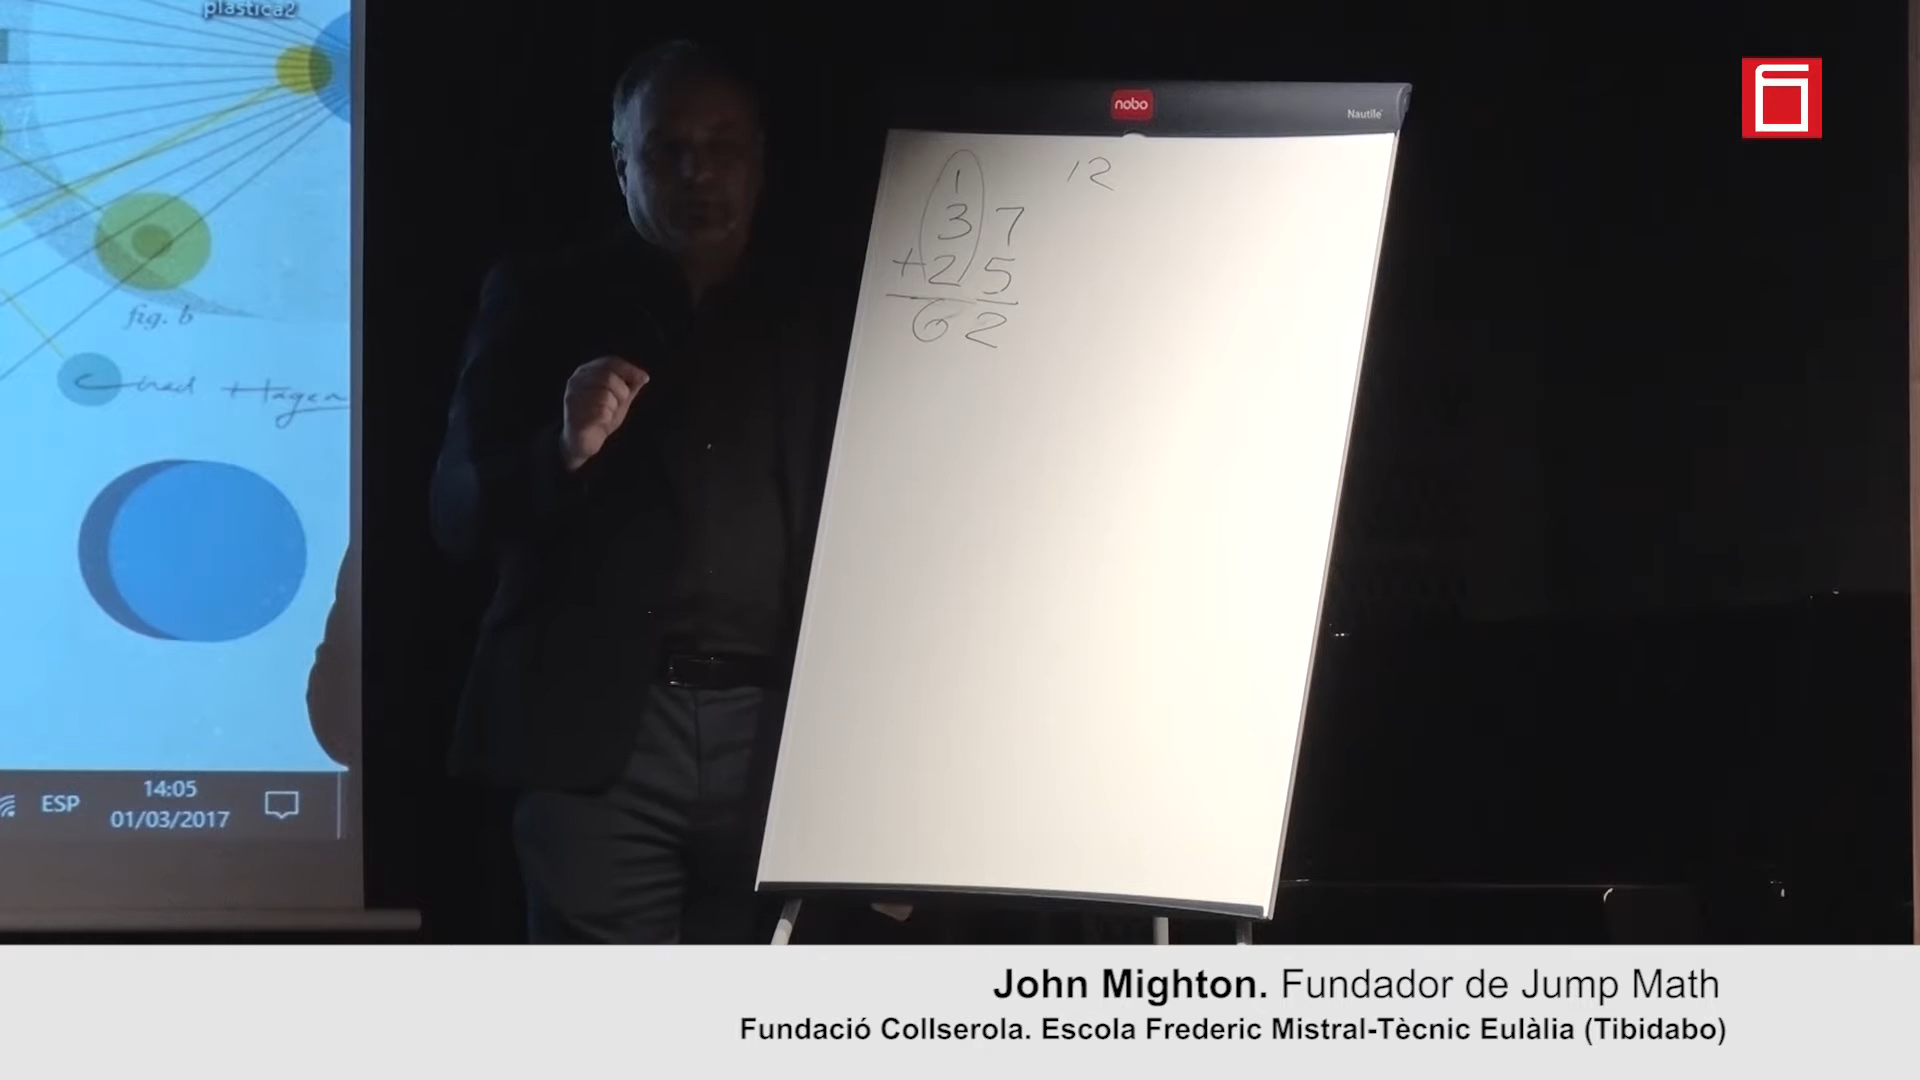 plastica2
fig. b
Hagen
ESP
14:05
01/03/2017
nobo
Nautile
12
1
37
+25
62
John Mighton. Fundador de Jump Math
Fundació Collserola. Escola Frederic Mistral-Tècnic Eulàlia (Tibidabo)